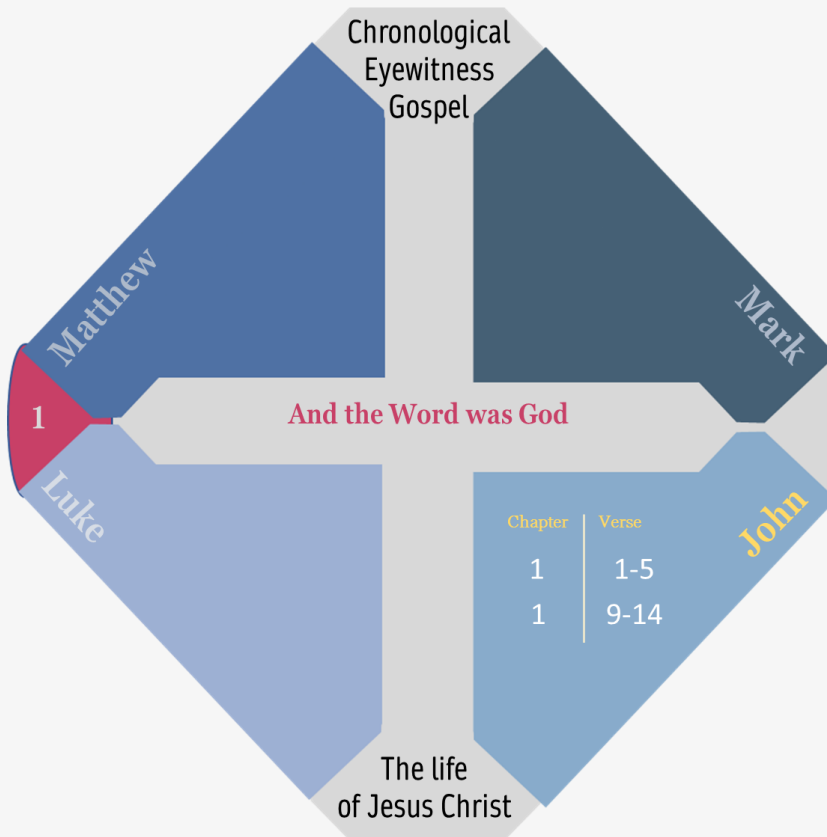 Chronological
Eyewitness
Gospel
Matthew
Mark
1
And the Word was God
Luke
John
Chapter Verse
1 1-5
1 9-14
The life
of Jesus Christ